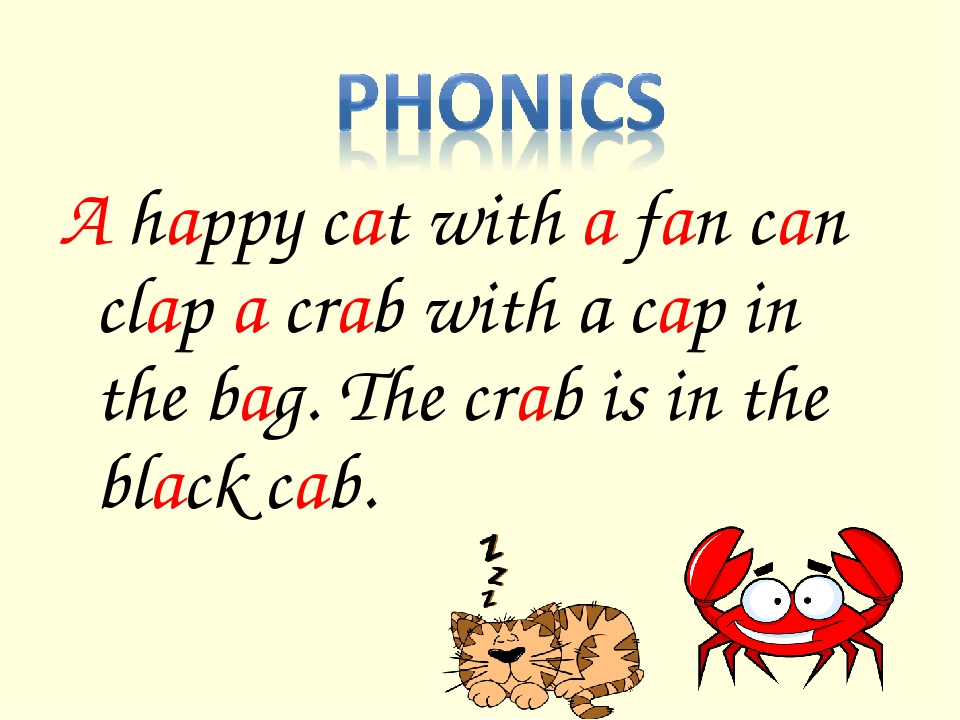 PHONICS
A happy cat with a fan can
clap a crab with a cap in
the bag. The crab is in the
black cab.
z
z
z